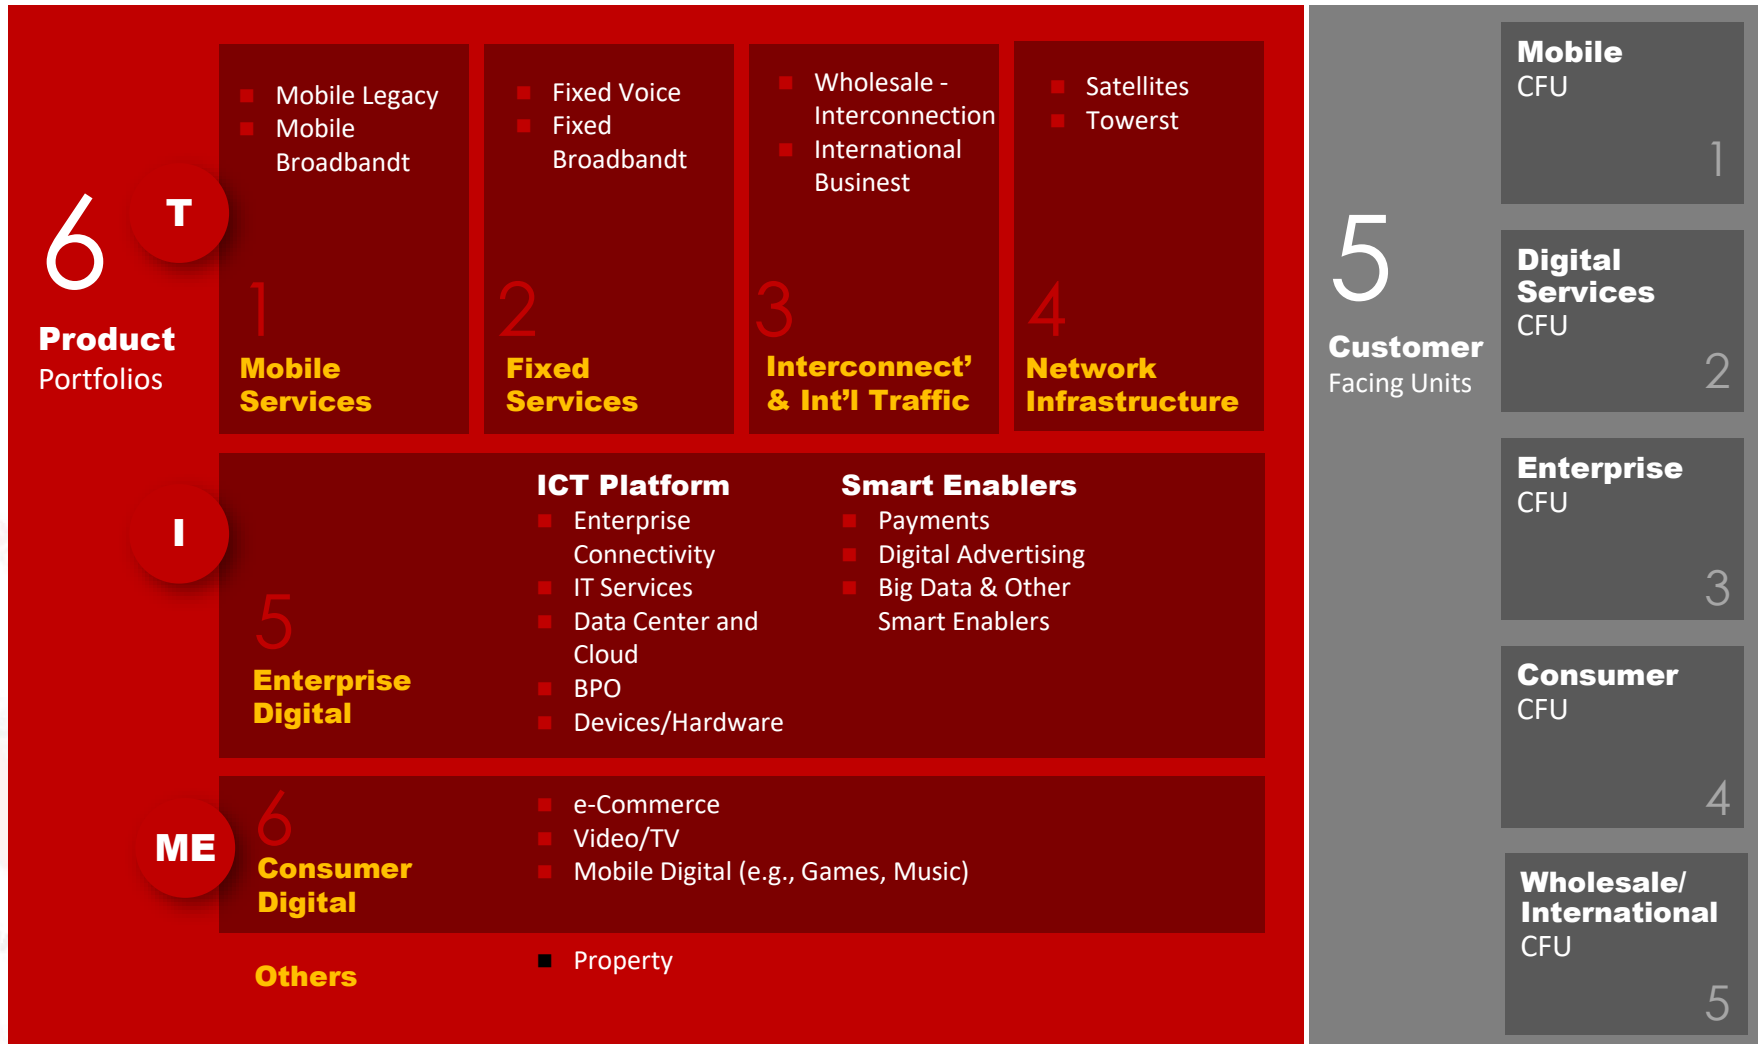 6
Product
Portfolios
T
Mobile Legacy
Mobile
Broadbandt
1
Mobile
Services
Fixed Voice
Fixed
Broadbandt
2
Fixed
Services
Wholesale -
Interconnection
International
Businest
3
Interconnect’
& Int’l Traffic
Satellites
Towerst
4
Network
Infrastructure
I
5
Enterprise
Digital
ICT Platform
Enterprise
Connectivity
IT Services
Data Center and
Cloud
BPO
Devices/Hardware
Smart Enablers
Payments
Digital Advertising
Big Data & Other
Smart Enablers
ME
6
Consumer
Digital
e-Commerce
Video/TV
Mobile Digital (e.g., Games, Music)
Others
Property
5
Customer
Facing Units
Mobile
CFU
1
Digital
Services
CFU
2
Enterprise
CFU
3
Consumer
CFU
4
Wholesale/
International
CFU
5